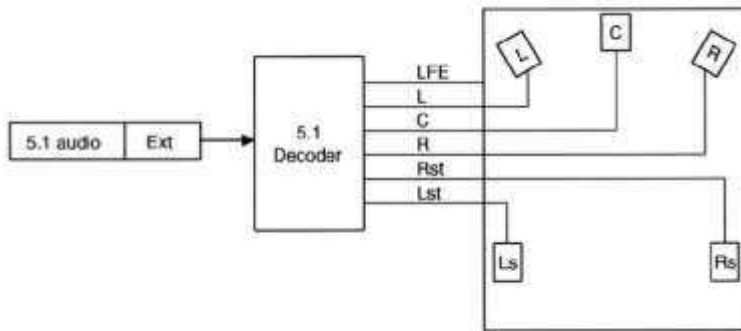 C
L
R
LFE
L
C
R
Rst
Lst
5.1 audio
Ext
5.1
Decoder
Ls
Rs